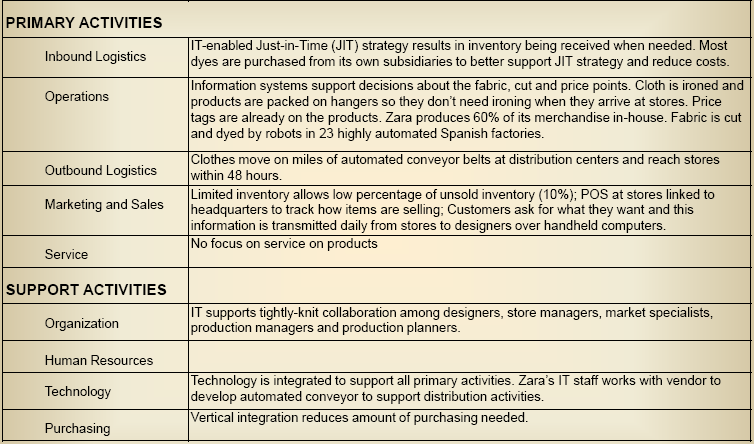 PRIMARY ACTIVITIES
Inbound Logistics
IT-enabled Just-in-Time (JIT) strategy results in inventory being received when needed. Most
dyes are purchased from its own subsidiaries to better support JIT strategy and reduce costs.
Operations
Information systems support decisions about the fabric, cut and price points. Cloth is ironed and
products are packed on hangers so they don't need ironing when they arrive at stores. Price
tags are already on the products. Zara produces 60% of its merchandise in-house. Fabric is cut
and dyed by robots in 23 highly automated Spanish factories.
Outbound Logistics
Clothes move on miles of automated conveyor belts at distribution centers and reach stores
within 48 hours.
Marketing and Sales
Limited inventory allows low percentage of unsold inventory (10%); POS at stores linked to
headquarters to track how items are selling; Customers ask for what they want and this
information is transmitted daily from stores to designers over handheld computers.
Service
No focus on service on products
SUPPORT ACTIVITIES
Organization
IT supports tightly-knit collaboration among designers, store managers, market specialists,
production managers and production planners.
Human Resources
Technology
Technology is integrated to support all primary activities. Zara's IT staff works with vendor to
develop automated conveyor to support distribution activities.
Purchasing
Vertical integration reduces amount of purchasing needed.